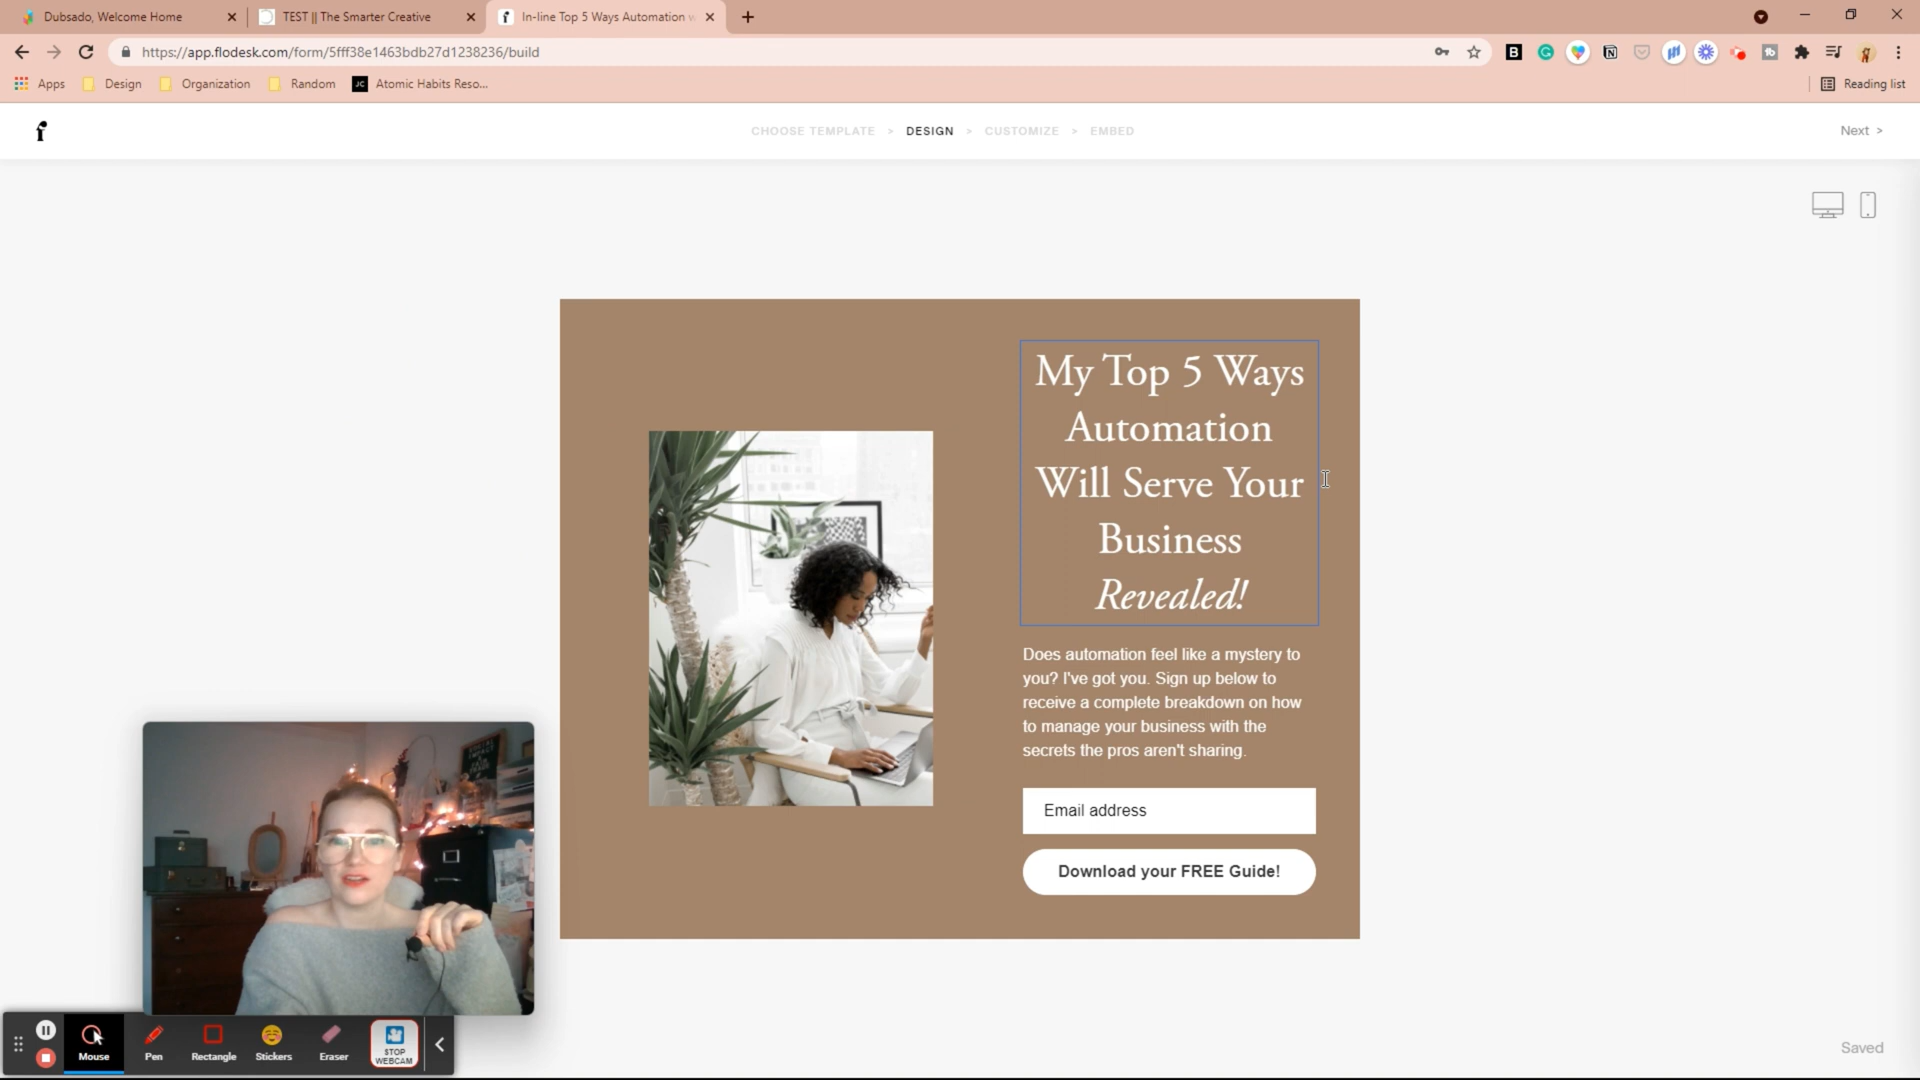 Dubsado, Welcome Home
TEST || The Smarter Creative
In-line Top 5 Ways Automation w
https://app.flodesk.com/form/5fff38e1463bdb27d1238236/build
Apps
Design
Organization
Random
JC
Atomic Habits Reso...
Reading list
CHOOSE TEMPLATE > DESIGN > CUSTOMIZE > EMBED
Next >
My Top 5 Ways
Automation
Will Serve Your
Business
Revealed!
Does automation feel like a mystery to
you? I've got you. Sign up below to
receive a complete breakdown on how
to manage your business with the
secrets the pros aren't sharing.
Email address
Download your FREE Guide!
Mouse
Pen
Rectangle
Stickers
Eraser
STOP
WEBCAM
Saved